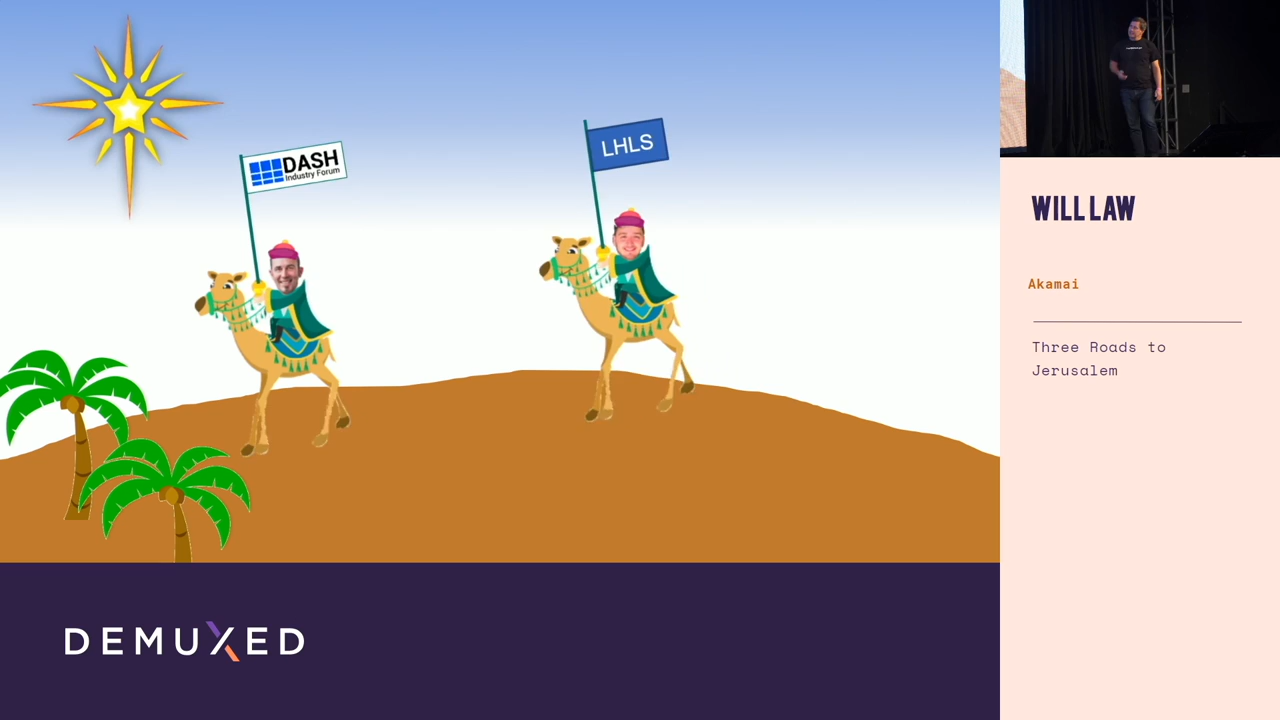 DASH
Industry Forum
LHLS
WILL LAW
Akamai
Three Roads to
Jerusalem
DEMUXED